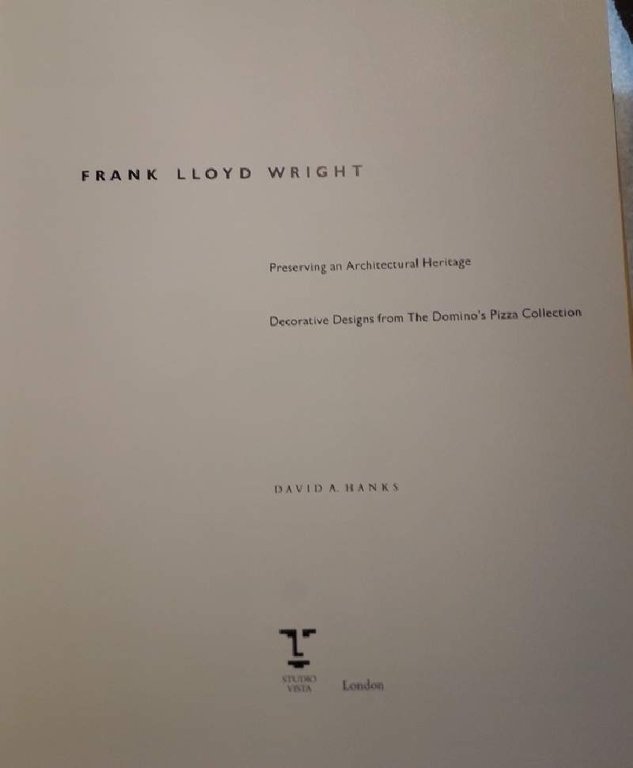 FRANK LLOYD WRIGHT
Preserving an Architectural Heritage
Decorative Designs from The Domino's Pizza Collection
DAVID A. HANKS
STUDIO
VISTA
London